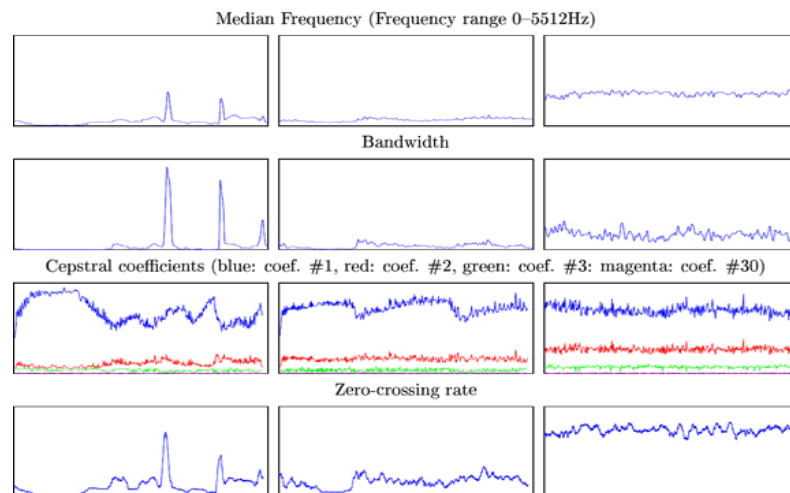 Median Frequency (Frequency range 0–5512Hz)
Bandwidth
Cepstral coefficients (blue: coef. #1, red: coef. #2, green: coef. #3: magenta: coef. #30)
Zero-crossing rate